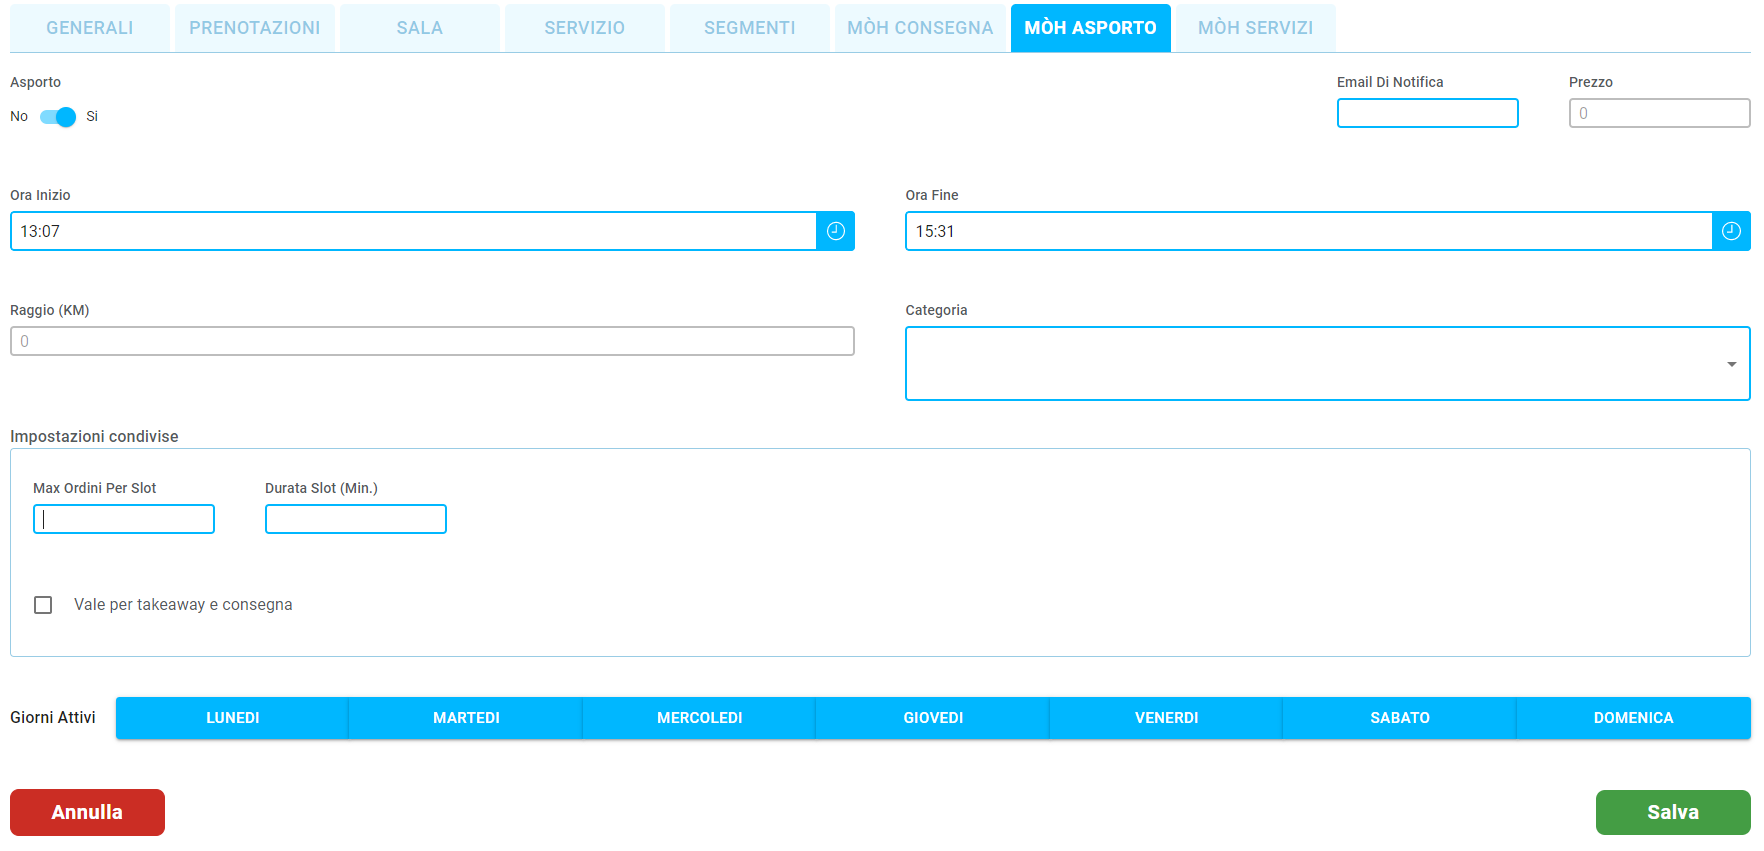 GENERALI PRENOTAZIONI SALA SERVIZIO SEGMENTI MÒH CONSEGNA MÒH ASPORTO MÒH SERVIZI
Asporto Email Di Notifica Prezzo
No Si 0
Ora Inizio Ora Fine
13:07 15:31
Raggio (KM) Categoria
0
Impostazioni condivise
Max Ordini Per Slot Durata Slot (Min.)
Vale per takeaway e consegna
Giorni Attivi LUNEDI MARTEDI MERCOLEDI GIOVEDI VENERDI SABATO DOMENICA
Annulla Salva